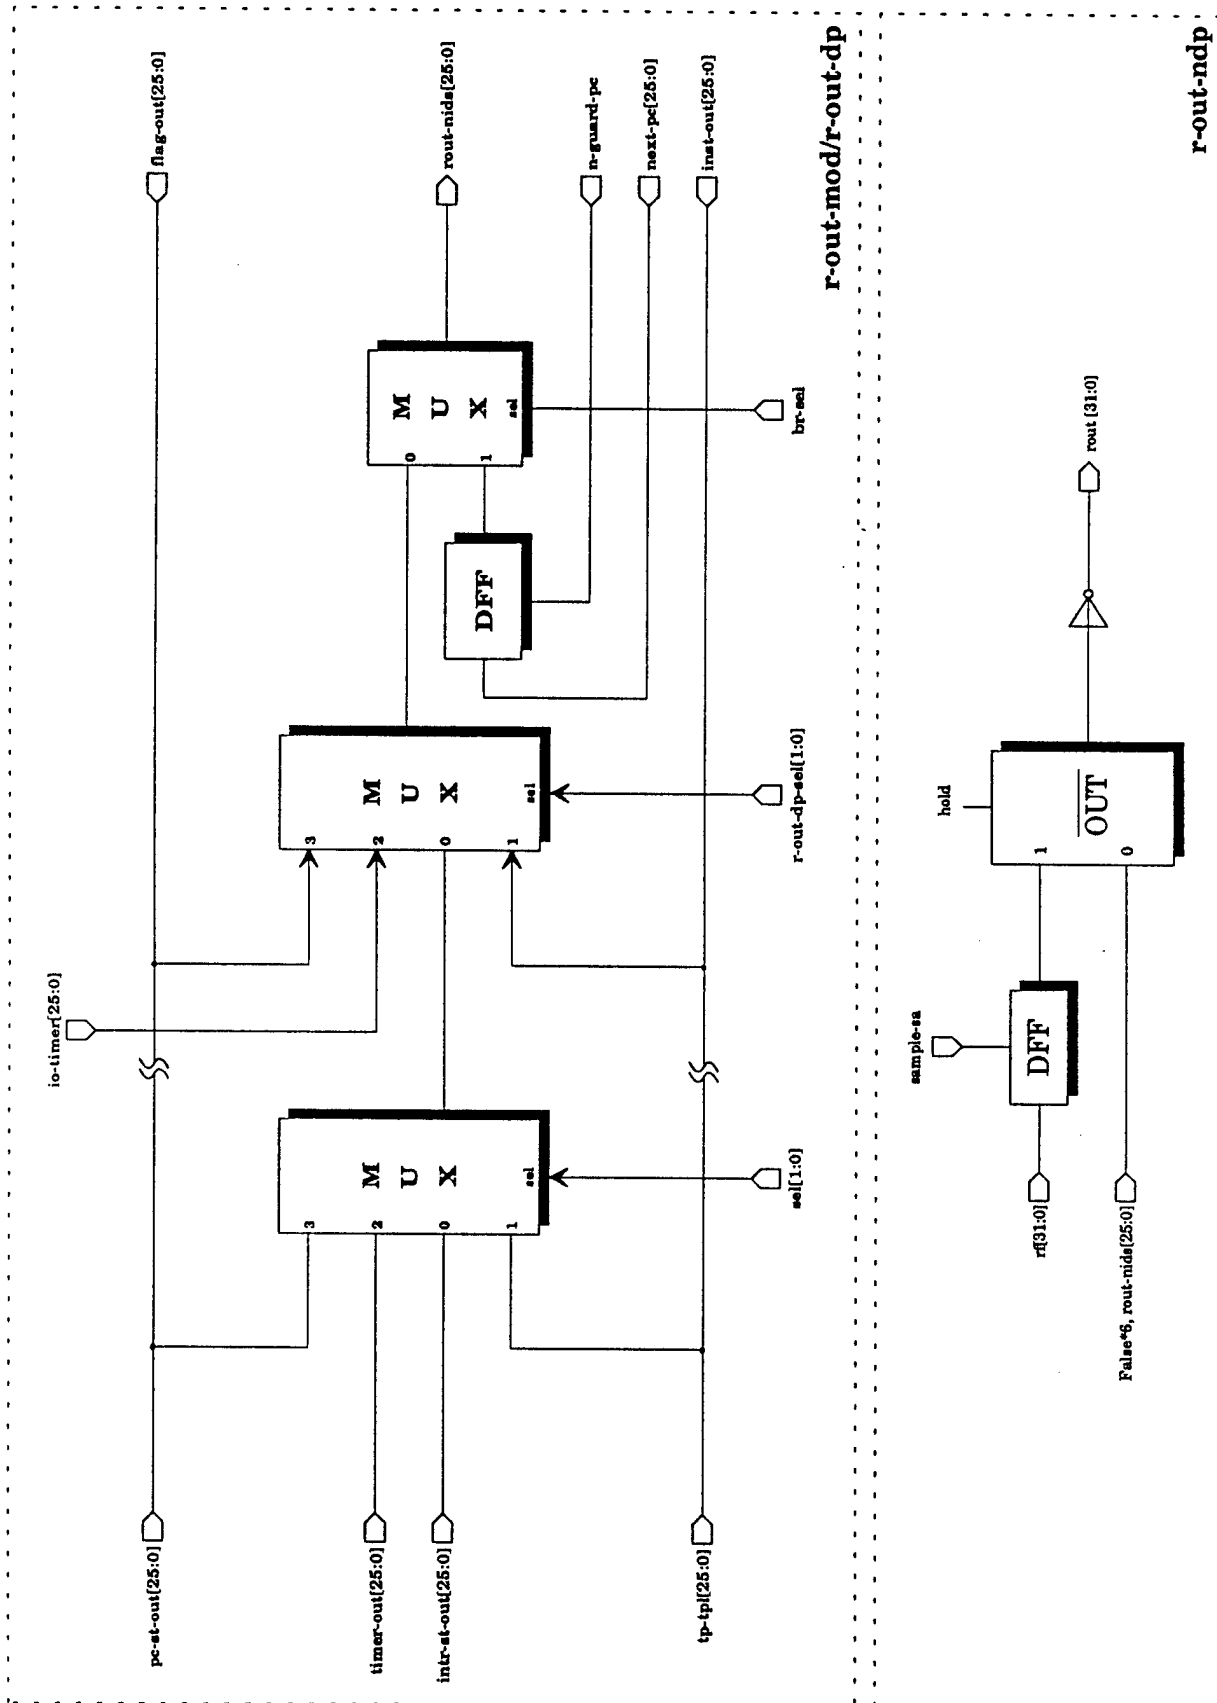 pc-st-out[25:0]
timer-out[25:0]
intr-st-out[25:0]
tp-tpl[25:0]
3
2
0
1
M
U
X
sel
sel[1:0]
io-timer[25:0]
3
2
0
1
M
U
X
sel
r-out-dp-sel[1:0]
DFF
0
1
M
U
X
sel
br-sel
flag-out[25:0]
rout-nids[25:0]
n-guard-pc
next-pc[25:0]
inst-out[25:0]
r-out-mod/r-out-dp
rf[31:0]
False*6, rout-nids[25:0]
sample-sa
DFF
hold
1
0
OUT
rout [31:0]
r-out-ndp